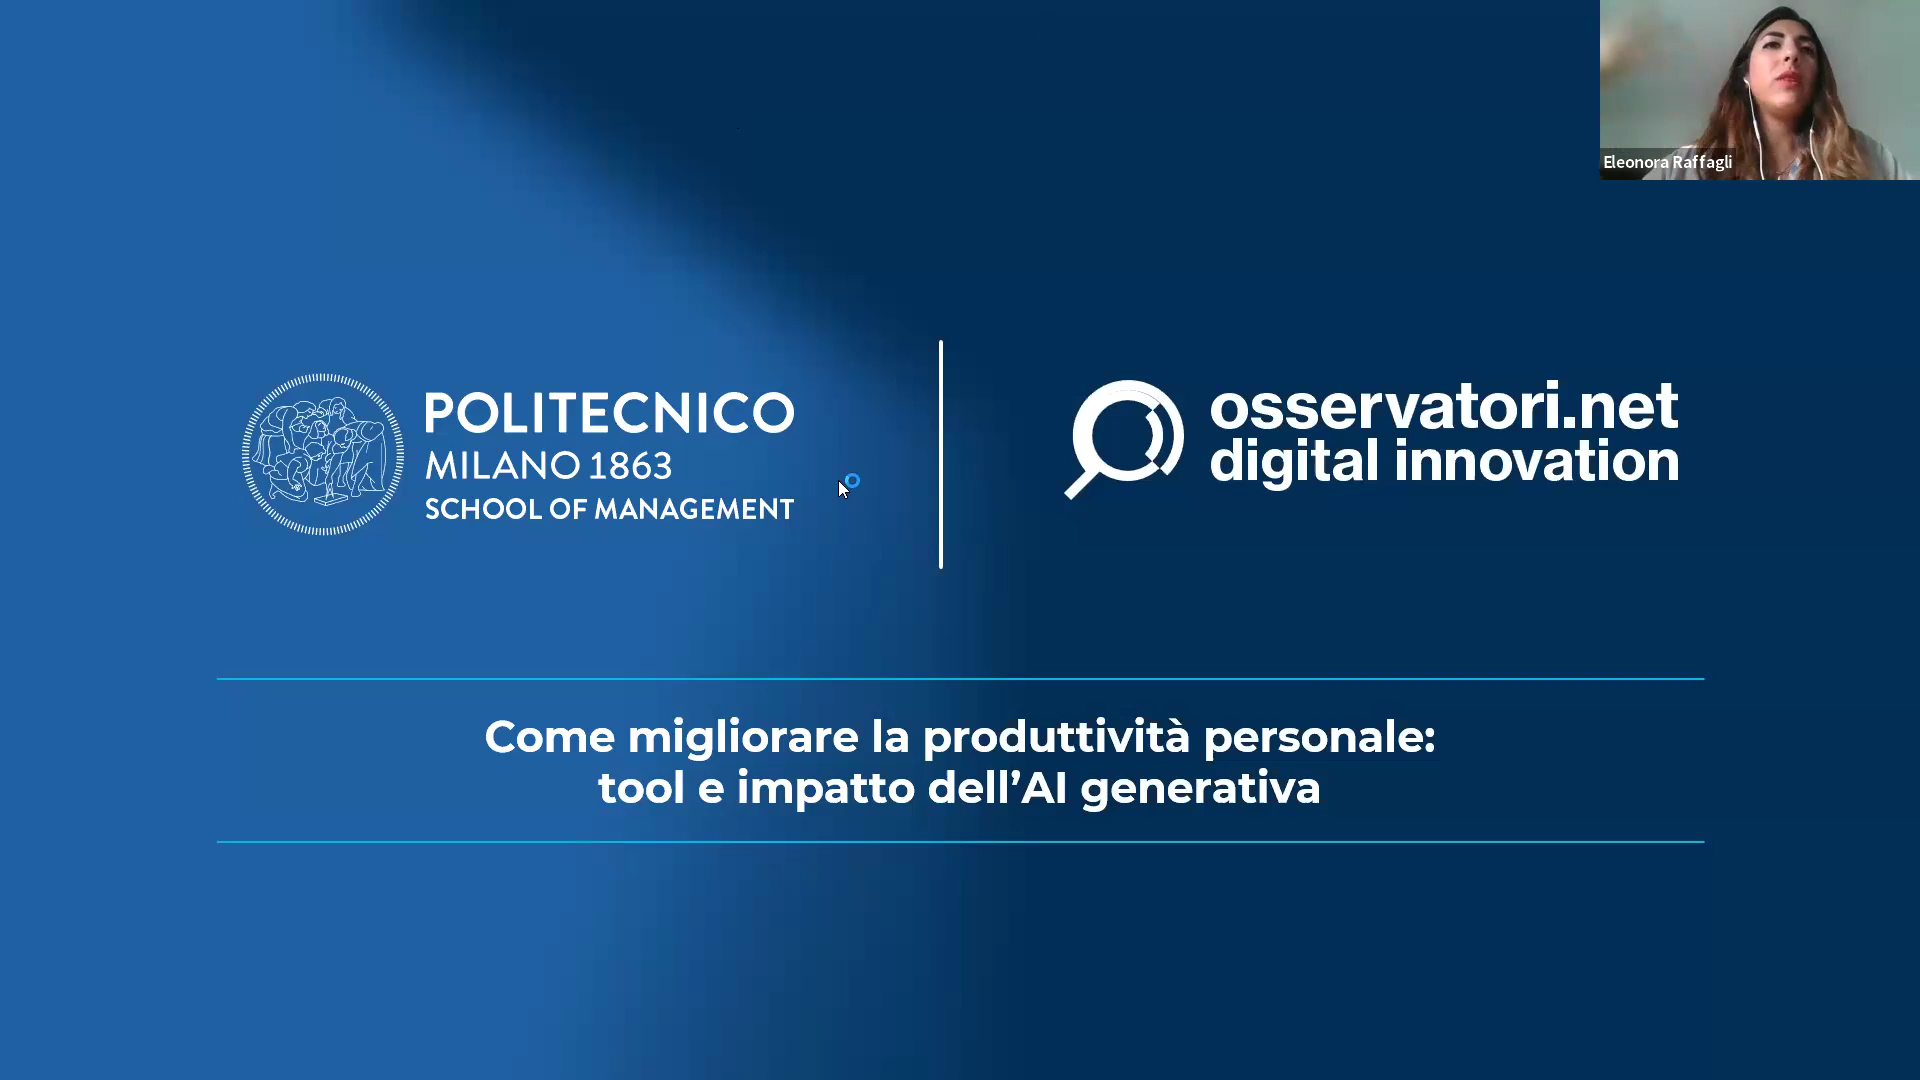 Eleonora Raffagli
POLITECNICO
MILANO 1863
SCHOOL OF MANAGEMENT
osservatori.net
digital innovation
Come migliorare la produttività personale:
tool e impatto dell’AI generativa